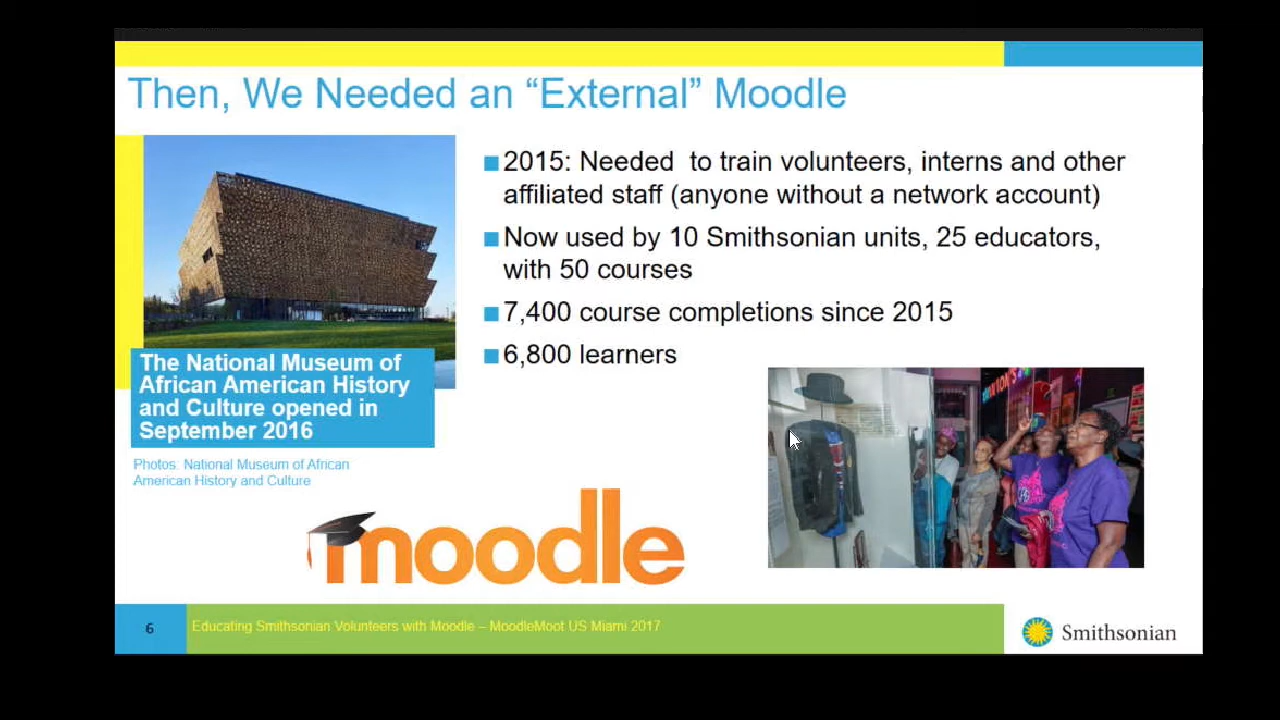 Then, We Needed an “External” Moodle
2015: Needed to train volunteers, interns and other
affiliated staff (anyone without a network account)
Now used by 10 Smithsonian units, 25 educators,
with 50 courses
7,400 course completions since 2015
6,800 learners
The National Museum of
African American History
and Culture opened in
September 2016
Photos: National Museum of African
American History and Culture
moodle
6
Educating Smithsonian Volunteers with Moodle – MoodleMoot US Miami 2017
Smithsonian